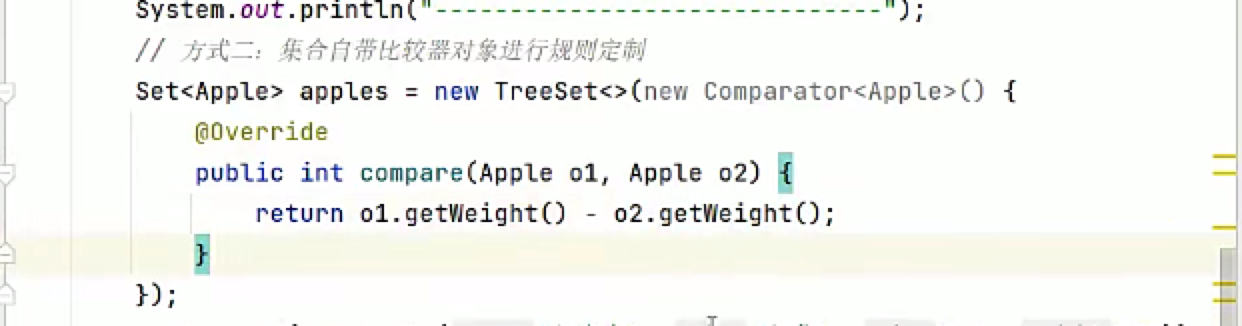 System.out.println("------------------------------");
// 方式二：集合自带比较器对象进行规则定制
Set<Apple> apples = new TreeSet<>(new Comparator<Apple>() {
@Override
public int compare(Apple o1, Apple o2) {
return o1.getWeight() - o2.getWeight();
}
});